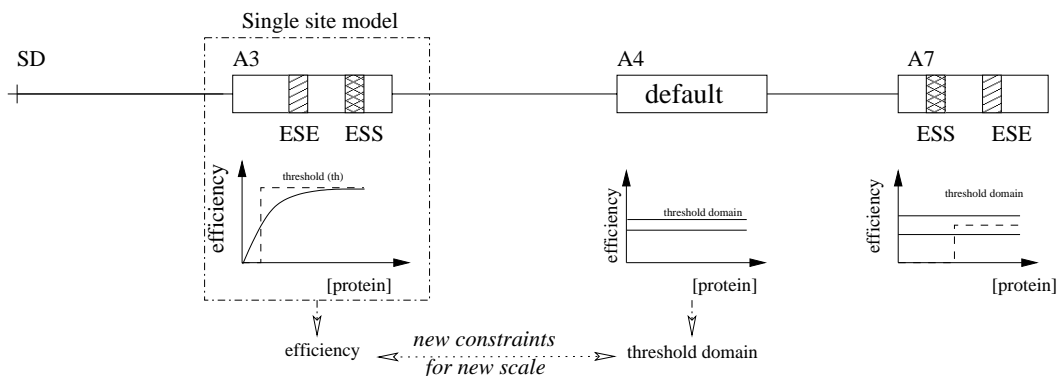 Single site model
SD
A3
A4
A7
default
ESE
ESS
ESS
ESE
efficiency
threshold (th)
[protein]
efficiency
threshold domain
[protein]
efficiency
threshold domain
[protein]
efficiency
new constraints
for new scale
threshold domain